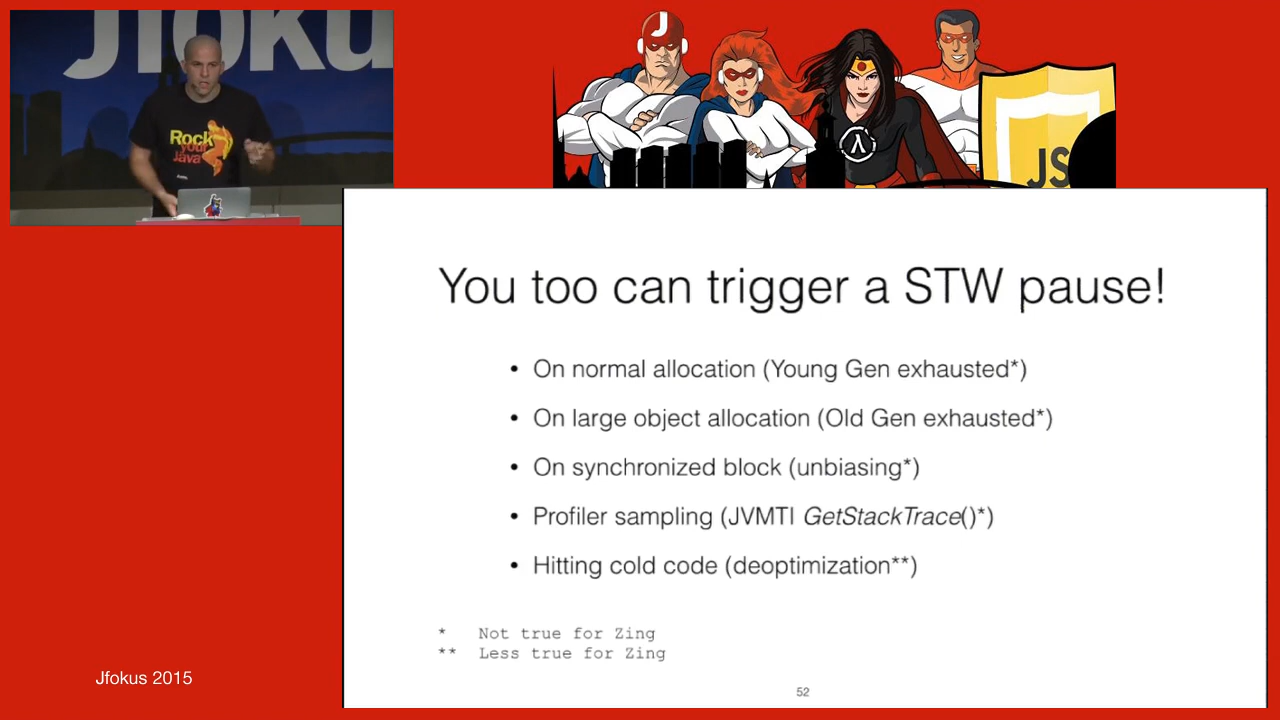 Jfoku
Rock
your
Java
J
JS
You too can trigger a STW pause!
• On normal allocation (Young Gen exhausted*)
• On large object allocation (Old Gen exhausted*)
• On synchronized block (unbiasing*)
• Profiler sampling (JVMTI GetStackTrace()*)
• Hitting cold code (deoptimization**)
* Not true for Zing
** Less true for Zing
Jfokus 2015
52